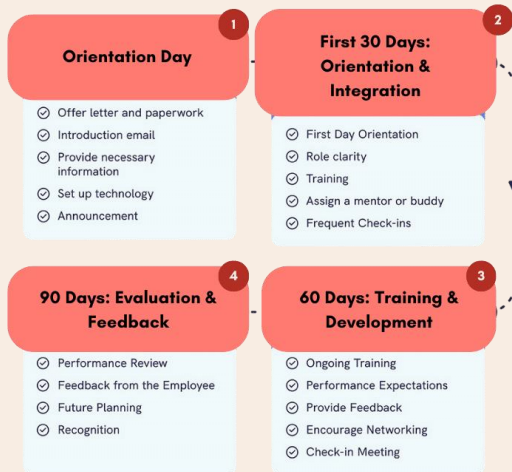 1
Orientation Day
Offer letter and paperwork
Introduction email
Provide necessary
information
Set up technology
Announcement
2
First 30 Days:
Orientation &
Integration
First Day Orientation
Role clarity
Training
Assign a mentor or buddy
Frequent Check-ins
3
60 Days: Training &
Development
Ongoing Training
Performance Expectations
Provide Feedback
Encourage Networking
Check-in Meeting
4
90 Days: Evaluation &
Feedback
Performance Review
Feedback from the Employee
Future Planning
Recognition